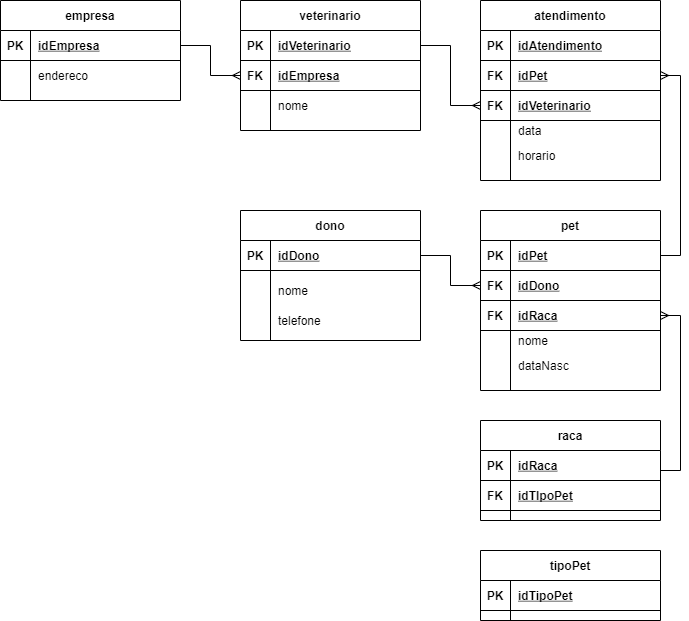 empresa
PK idEmpresa
endereco
veterinario
PK idVeterinario
FK idEmpresa
nome
atendimento
PK idAtendimento
FK idPet
FK idVeterinario
data
horario
dono
PK idDono
nome
telefone
pet
PK idPet
FK idDono
FK idRaca
nome
dataNasc
raca
PK idRaca
FK idTIpoPet
tipoPet
PK idTipoPet